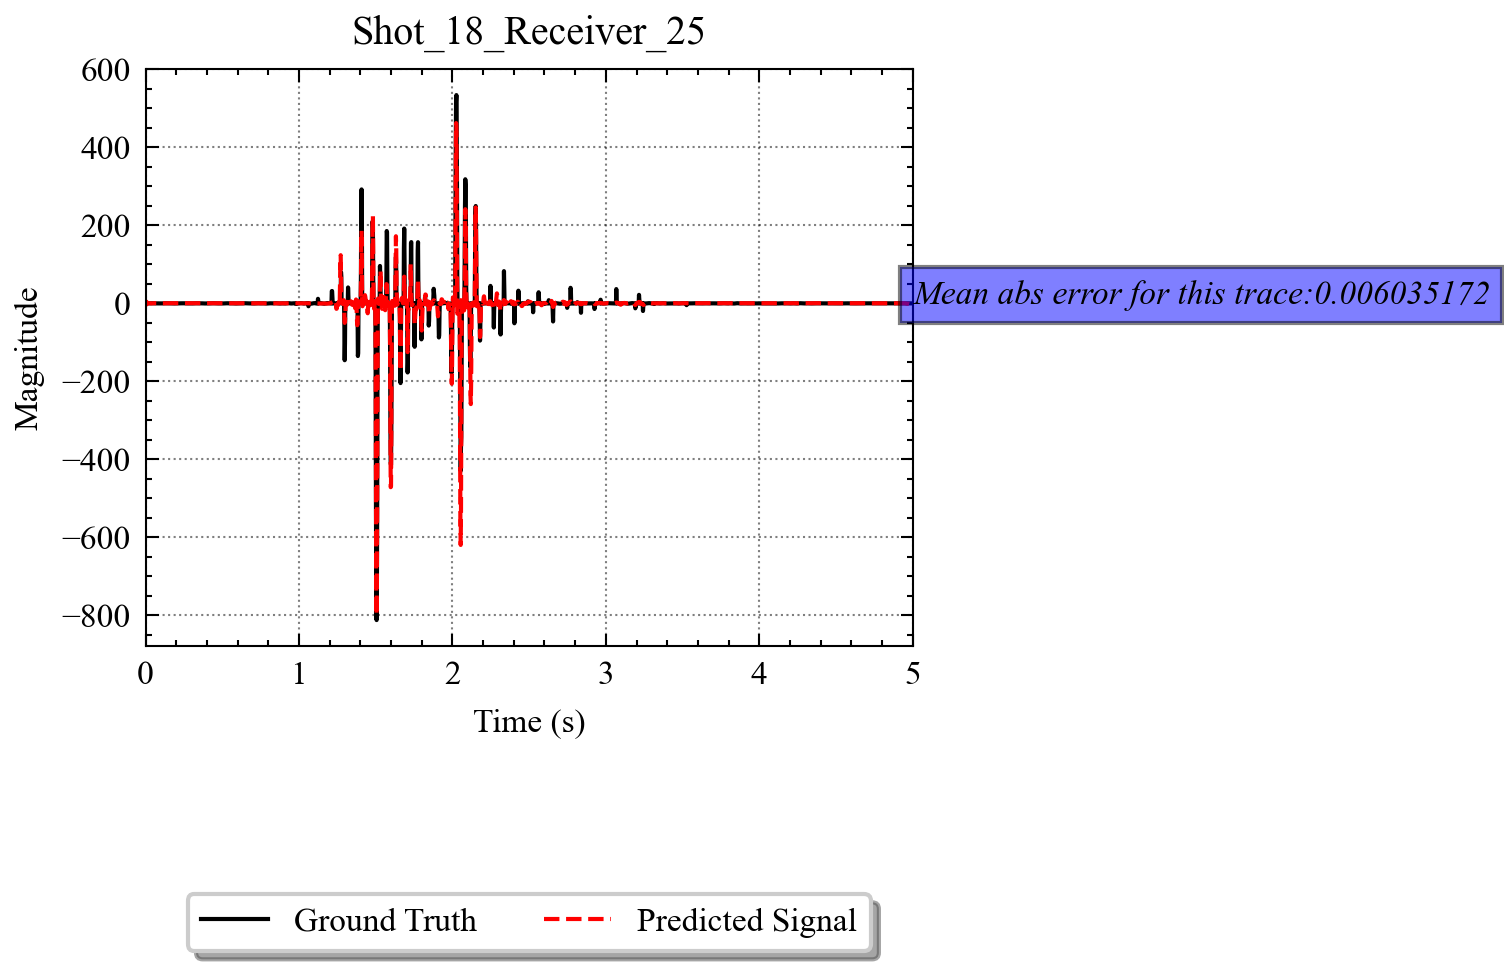 Shot_18_Receiver_25
600
400
200
0
−200
−400
−600
−800
Magnitude
0 1 2 3 4 5
Time (s)
Mean abs error for this trace:0.006035172
Ground Truth Predicted Signal